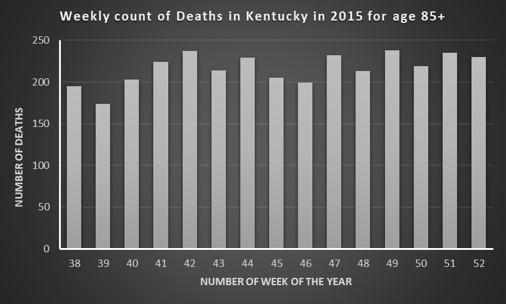 Weekly count of Deaths in Kentucky in 2015 for age 85+
250
200
150
100
50
0
NUMBER OF DEATHS
38 39 40 41 42 43 44 45 46 47 48 49 50 51 52
NUMBER OF WEEK OF THE YEAR